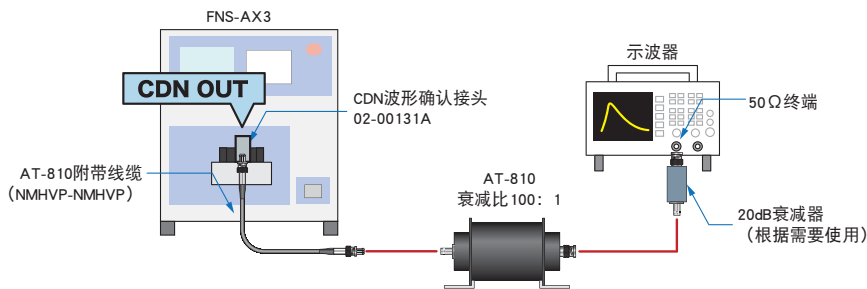 FNS-AX3
CDN OUT
CDN波形确认接头
02-00131A
AT-810附带线缆
（NMHVP-NMHVP）
AT-810
衰减比100：1
示波器
50Ω终端
20dB衰减器
（根据需要使用）